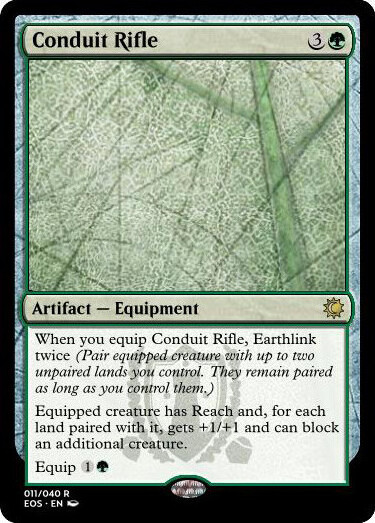 Conduit Rifle 3
Artifact — Equipment
When you equip Conduit Rifle, Earthlink
twice (Pair equipped creature with up to two
unpaired lands you control. They remain paired
as long as you control them.)
Equipped creature has Reach and, for each
land paired with it, gets +1/+1 and can block
an additional creature.
Equip 1
011/040 R
EOS · EN